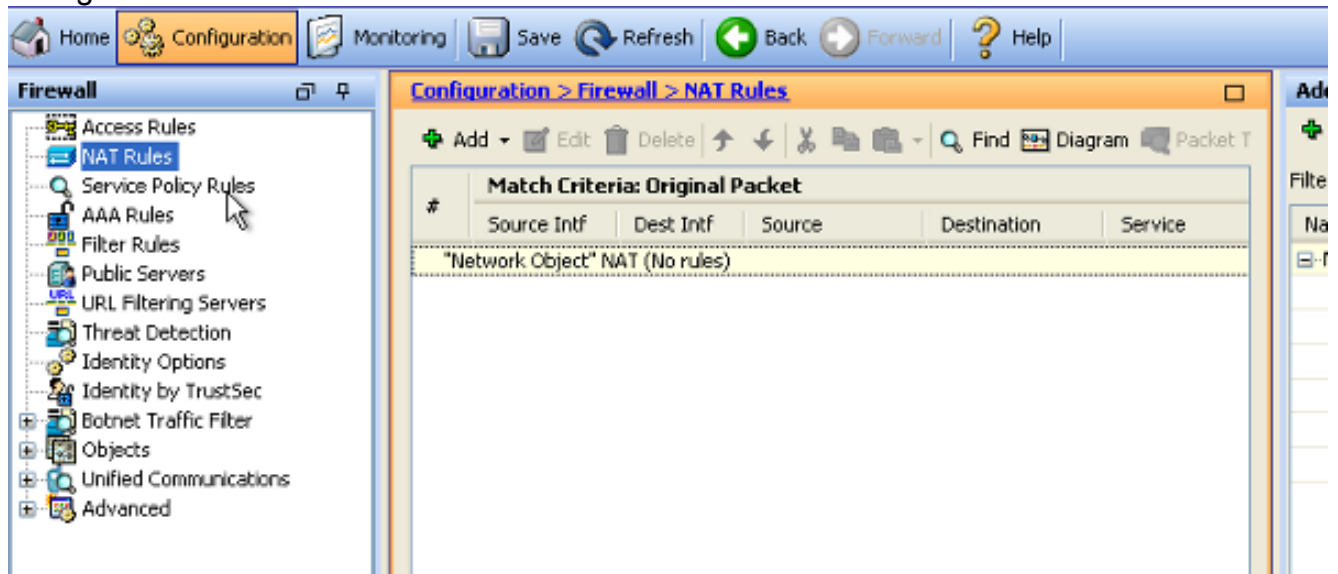 Home Configuration Monitoring Save Refresh Back Forward Help
Firewall
Access Rules
NAT Rules
Service Policy Rules
AAA Rules
Filter Rules
Public Servers
URL Filtering Servers
Threat Detection
Identity Options
Identity by TrustSec
Botnet Traffic Filter
Objects
Unified Communications
Advanced
Configuration > Firewall > NAT Rules
Add Edit Delete Find Diagram Packet T
Match Criteria: Original Packet
# Source Intf Dest Intf Source Destination Service
"Network Object" NAT (No rules)
Filte
Na